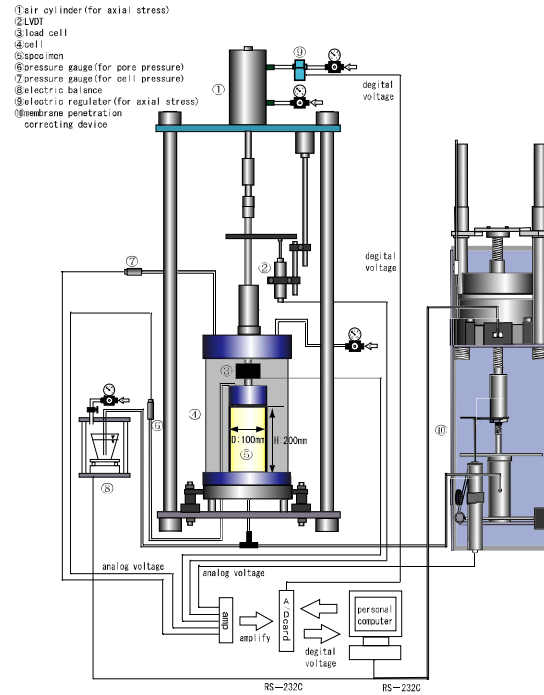 ①air cylinder(for axial stress)
②LVDT
③load cell
④cell
⑤specimen
⑥pressure gauge(for pore pressure)
⑦pressure gauge(for cell pressure)
⑧electric balance
⑨electric regulater(for axial stress)
⑩membrane penetration
correcting device
⑨
①
degital
voltage
⑦
②
degital
voltage
③
④
⑥
D:100mm
H:200mm
⑤
⑩
⑧
analog voltage
analog voltage
amp
amplify
A/Dcard
degital
voltage
personal
computer
RS-232C
RS-232C